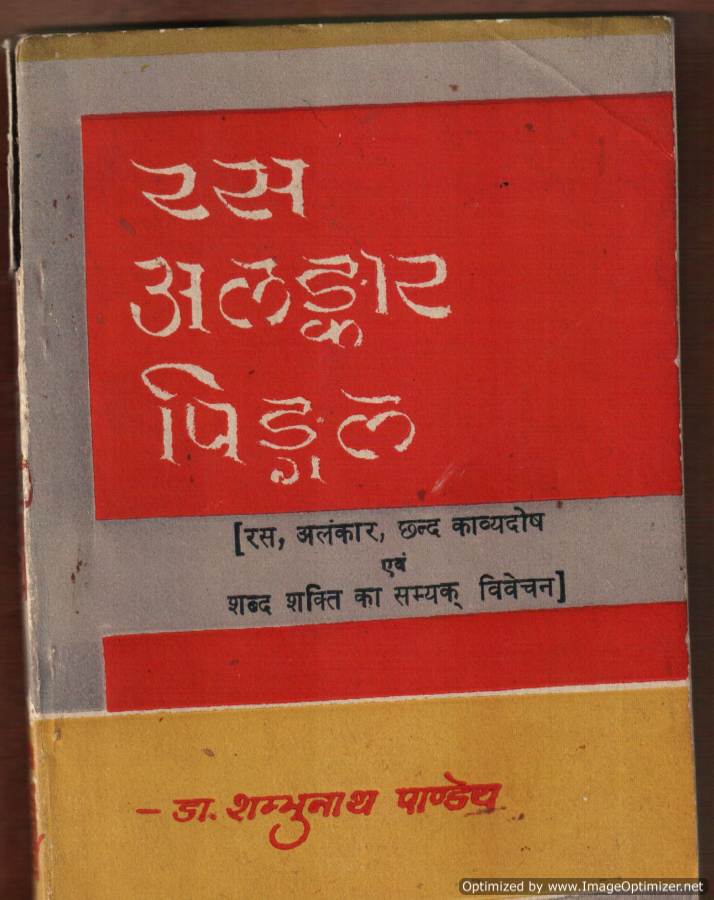 रस
अलङ्कार
पिङ्गल
[रस, अलंकार, छन्द काव्यदोष
एवं
शब्द शक्ति का सम्यक् विवेचन]
– डा. शम्भुनाथ पाण्डेय
Optimized by www.ImageOptimizer.net